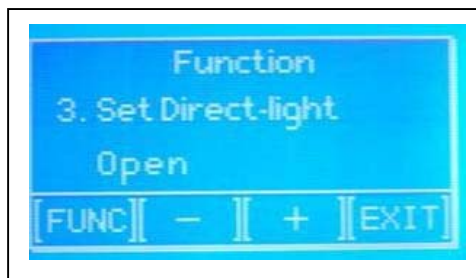 Function
3. Set Direct-light
Open
[FUNC][ - ][ + ][EXIT]